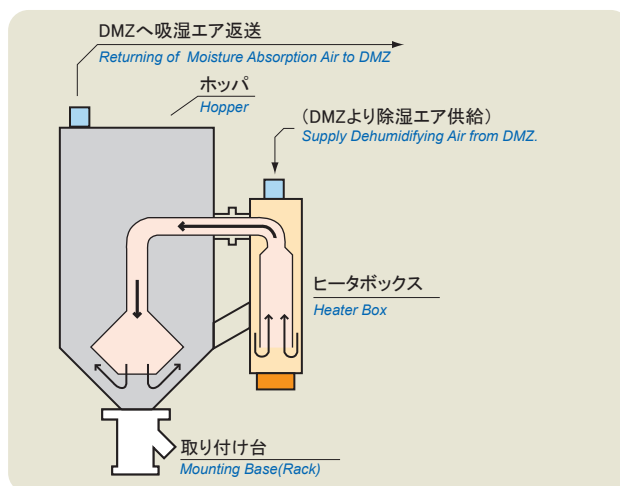 DMZへ吸湿エア返送
Returning of Moisture Absorption Air to DMZ
ホッパ
Hopper
（DMZより除湿エア供給）
Supply Dehumidifying Air from DMZ.
ヒータボックス
Heater Box
取り付け台
Mounting Base(Rack)